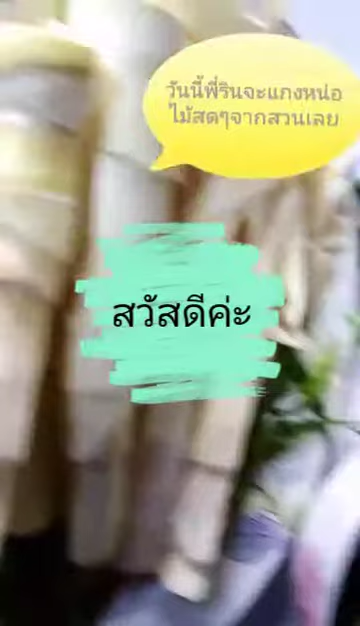 วันนี้พี่รินจะแกงหน่อ
ไม้สดๆจากสวนเลย
สวัสดีค่ะ